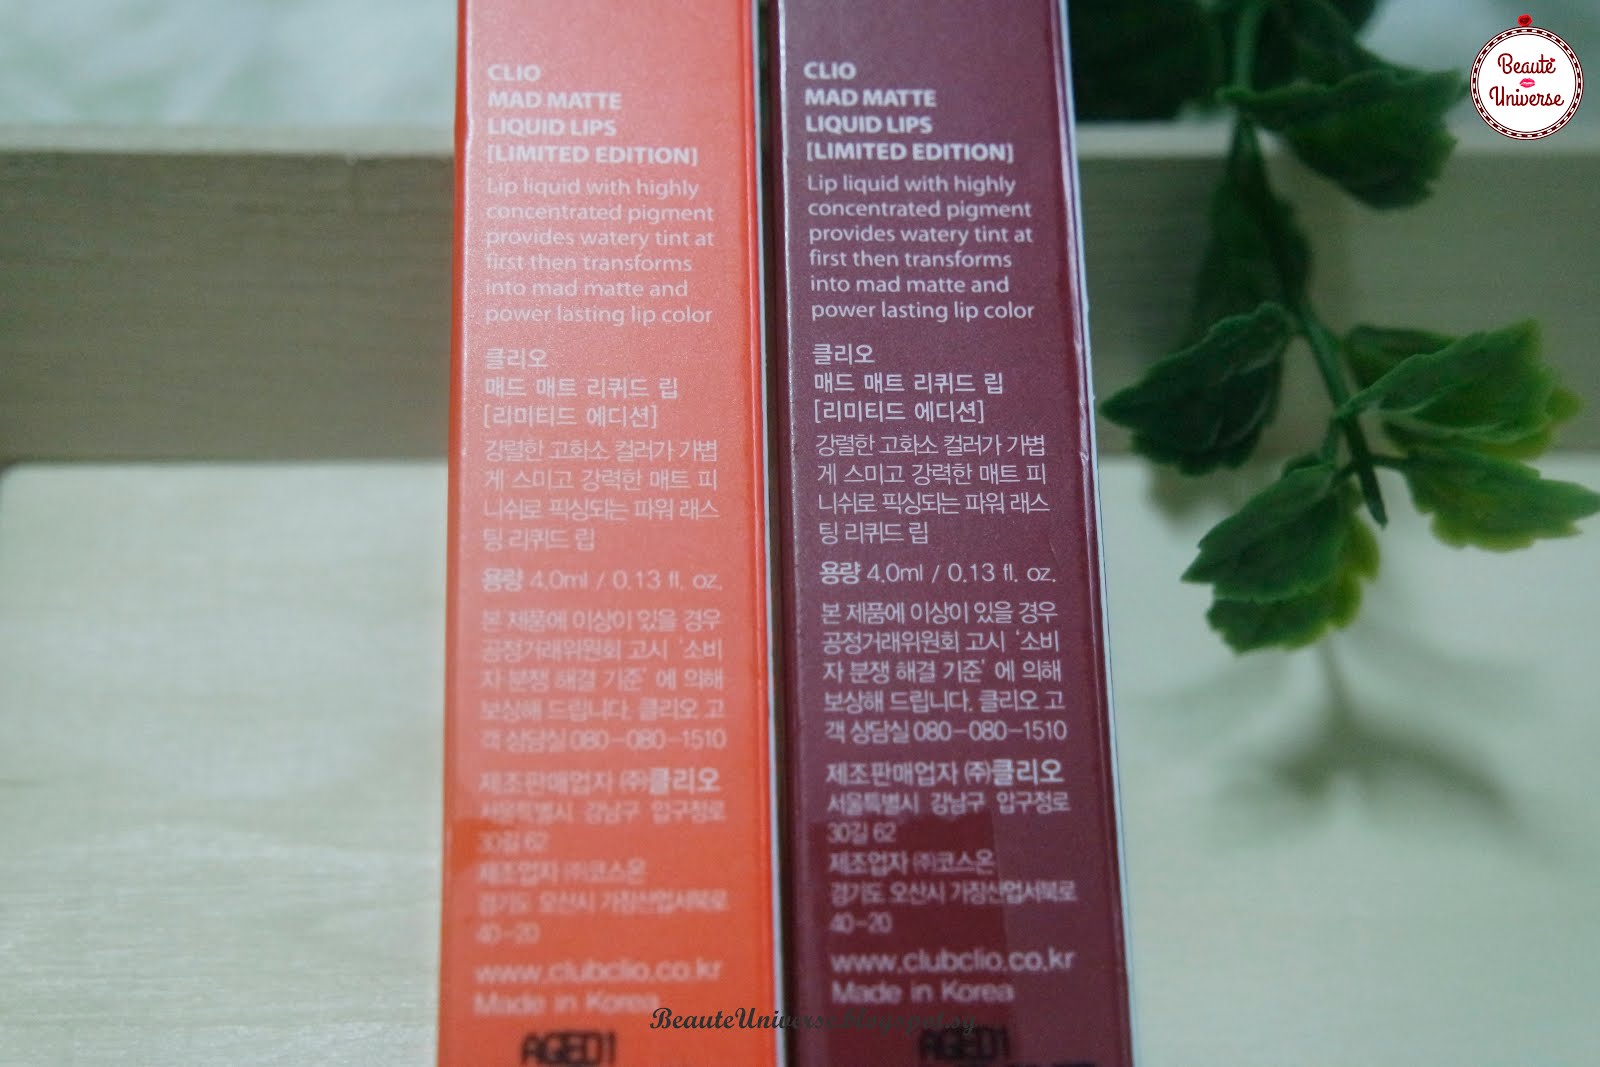 CLIO
MAD MATTE
LIQUID LIPS
[LIMITED EDITION]
Lip liquid with highly
concentrated pigment
provides watery tint at
first then transforms
into mad matte and
power lasting lip color
클리오
매드 매트 리퀴드 립
[리미티드 에디션]
강렬한 고화소 컬러가 가볍
게 스미고 강력한 매트 피
니쉬로 픽싱되는 파워 래스
팅 리퀴드 립
용량 4.0ml / 0.13 fl. oz.
본 제품에 이상이 있을 경우
공정거래위원회 고시 ‘소비
자 분쟁 해결 기준’ 에 의해
보상해 드립니다. 클리오 고
객 상담실 080-080-1510
제조판매업자 ㈜클리오
서울특별시 강남구 압구정로
30길 62
제조업자 ㈜코스온
경기도 오산시 가장산업서북로
40-20
www.clubclio.co.kr
Made in Korea
AGED1
CLIO
MAD MATTE
LIQUID LIPS
[LIMITED EDITION]
Lip liquid with highly
concentrated pigment
provides watery tint at
first then transforms
into mad matte and
power lasting lip color
클리오
매드 매트 리퀴드 립
[리미티드 에디션]
강렬한 고화소 컬러가 가볍
게 스미고 강력한 매트 피
니쉬로 픽싱되는 파워 래스
팅 리퀴드 립
용량 4.0ml / 0.13 fl. oz.
본 제품에 이상이 있을 경우
공정거래위원회 고시 ‘소비
자 분쟁 해결 기준’ 에 의해
보상해 드립니다. 클리오 고
객 상담실 080-080-1510
제조판매업자 ㈜클리오
서울특별시 강남구 압구정로
30길 62
제조업자 ㈜코스온
경기도 오산시 가장산업서북로
40-20
www.clubclio.co.kr
Made in Korea
AGED1
Beauté
Universe
BeauteUniverse.blogspot.sg